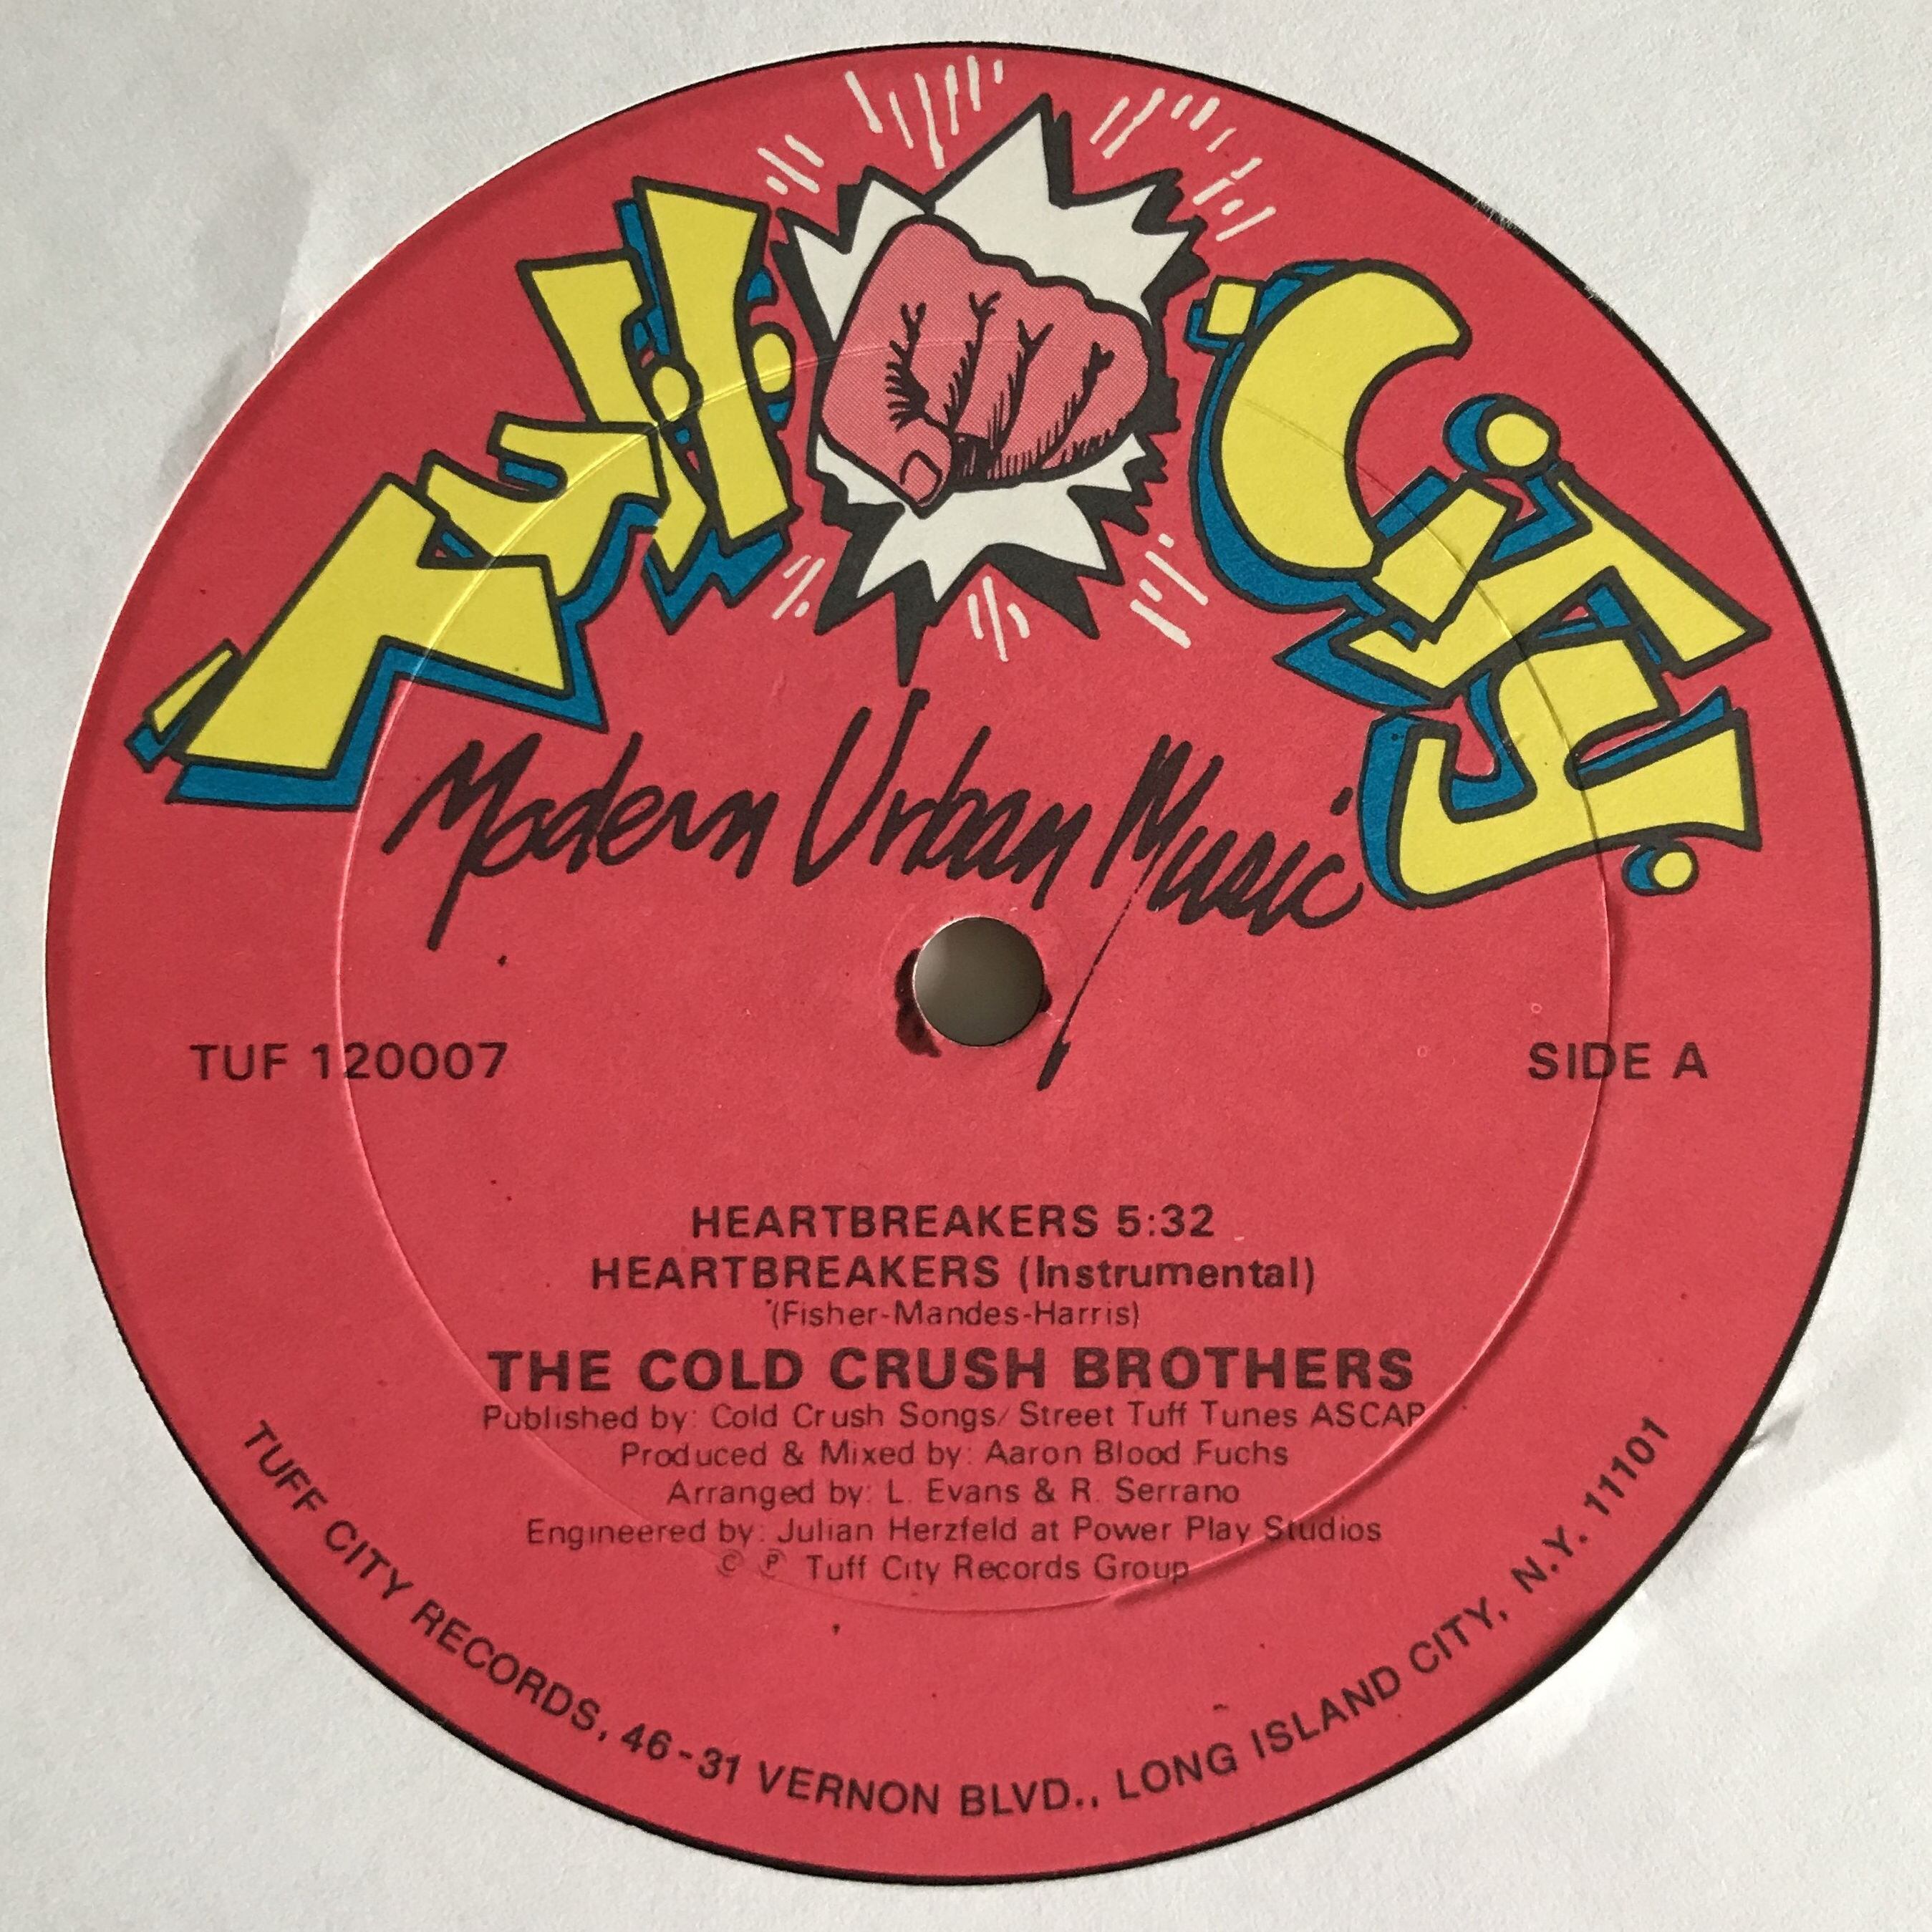 Tuff City!
Modern Urban Music
TUF 120007
SIDE A
HEARTBREAKERS 5:32
HEARTBREAKERS (Instrumental)
(Fisher-Mandes-Harris)
THE COLD CRUSH BROTHERS
Published by: Cold Crush Songs/Street Tuff Tunes ASCAP
Produced & Mixed by: Aaron Blood Fuchs
Arranged by: L. Evans & R. Serrano
Engineered by: Julian Herzfeld at Power Play Studios
© ℗ Tuff City Records Group
TUFF CITY RECORDS, 46-31 VERNON BLVD., LONG ISLAND CITY, N.Y. 11101